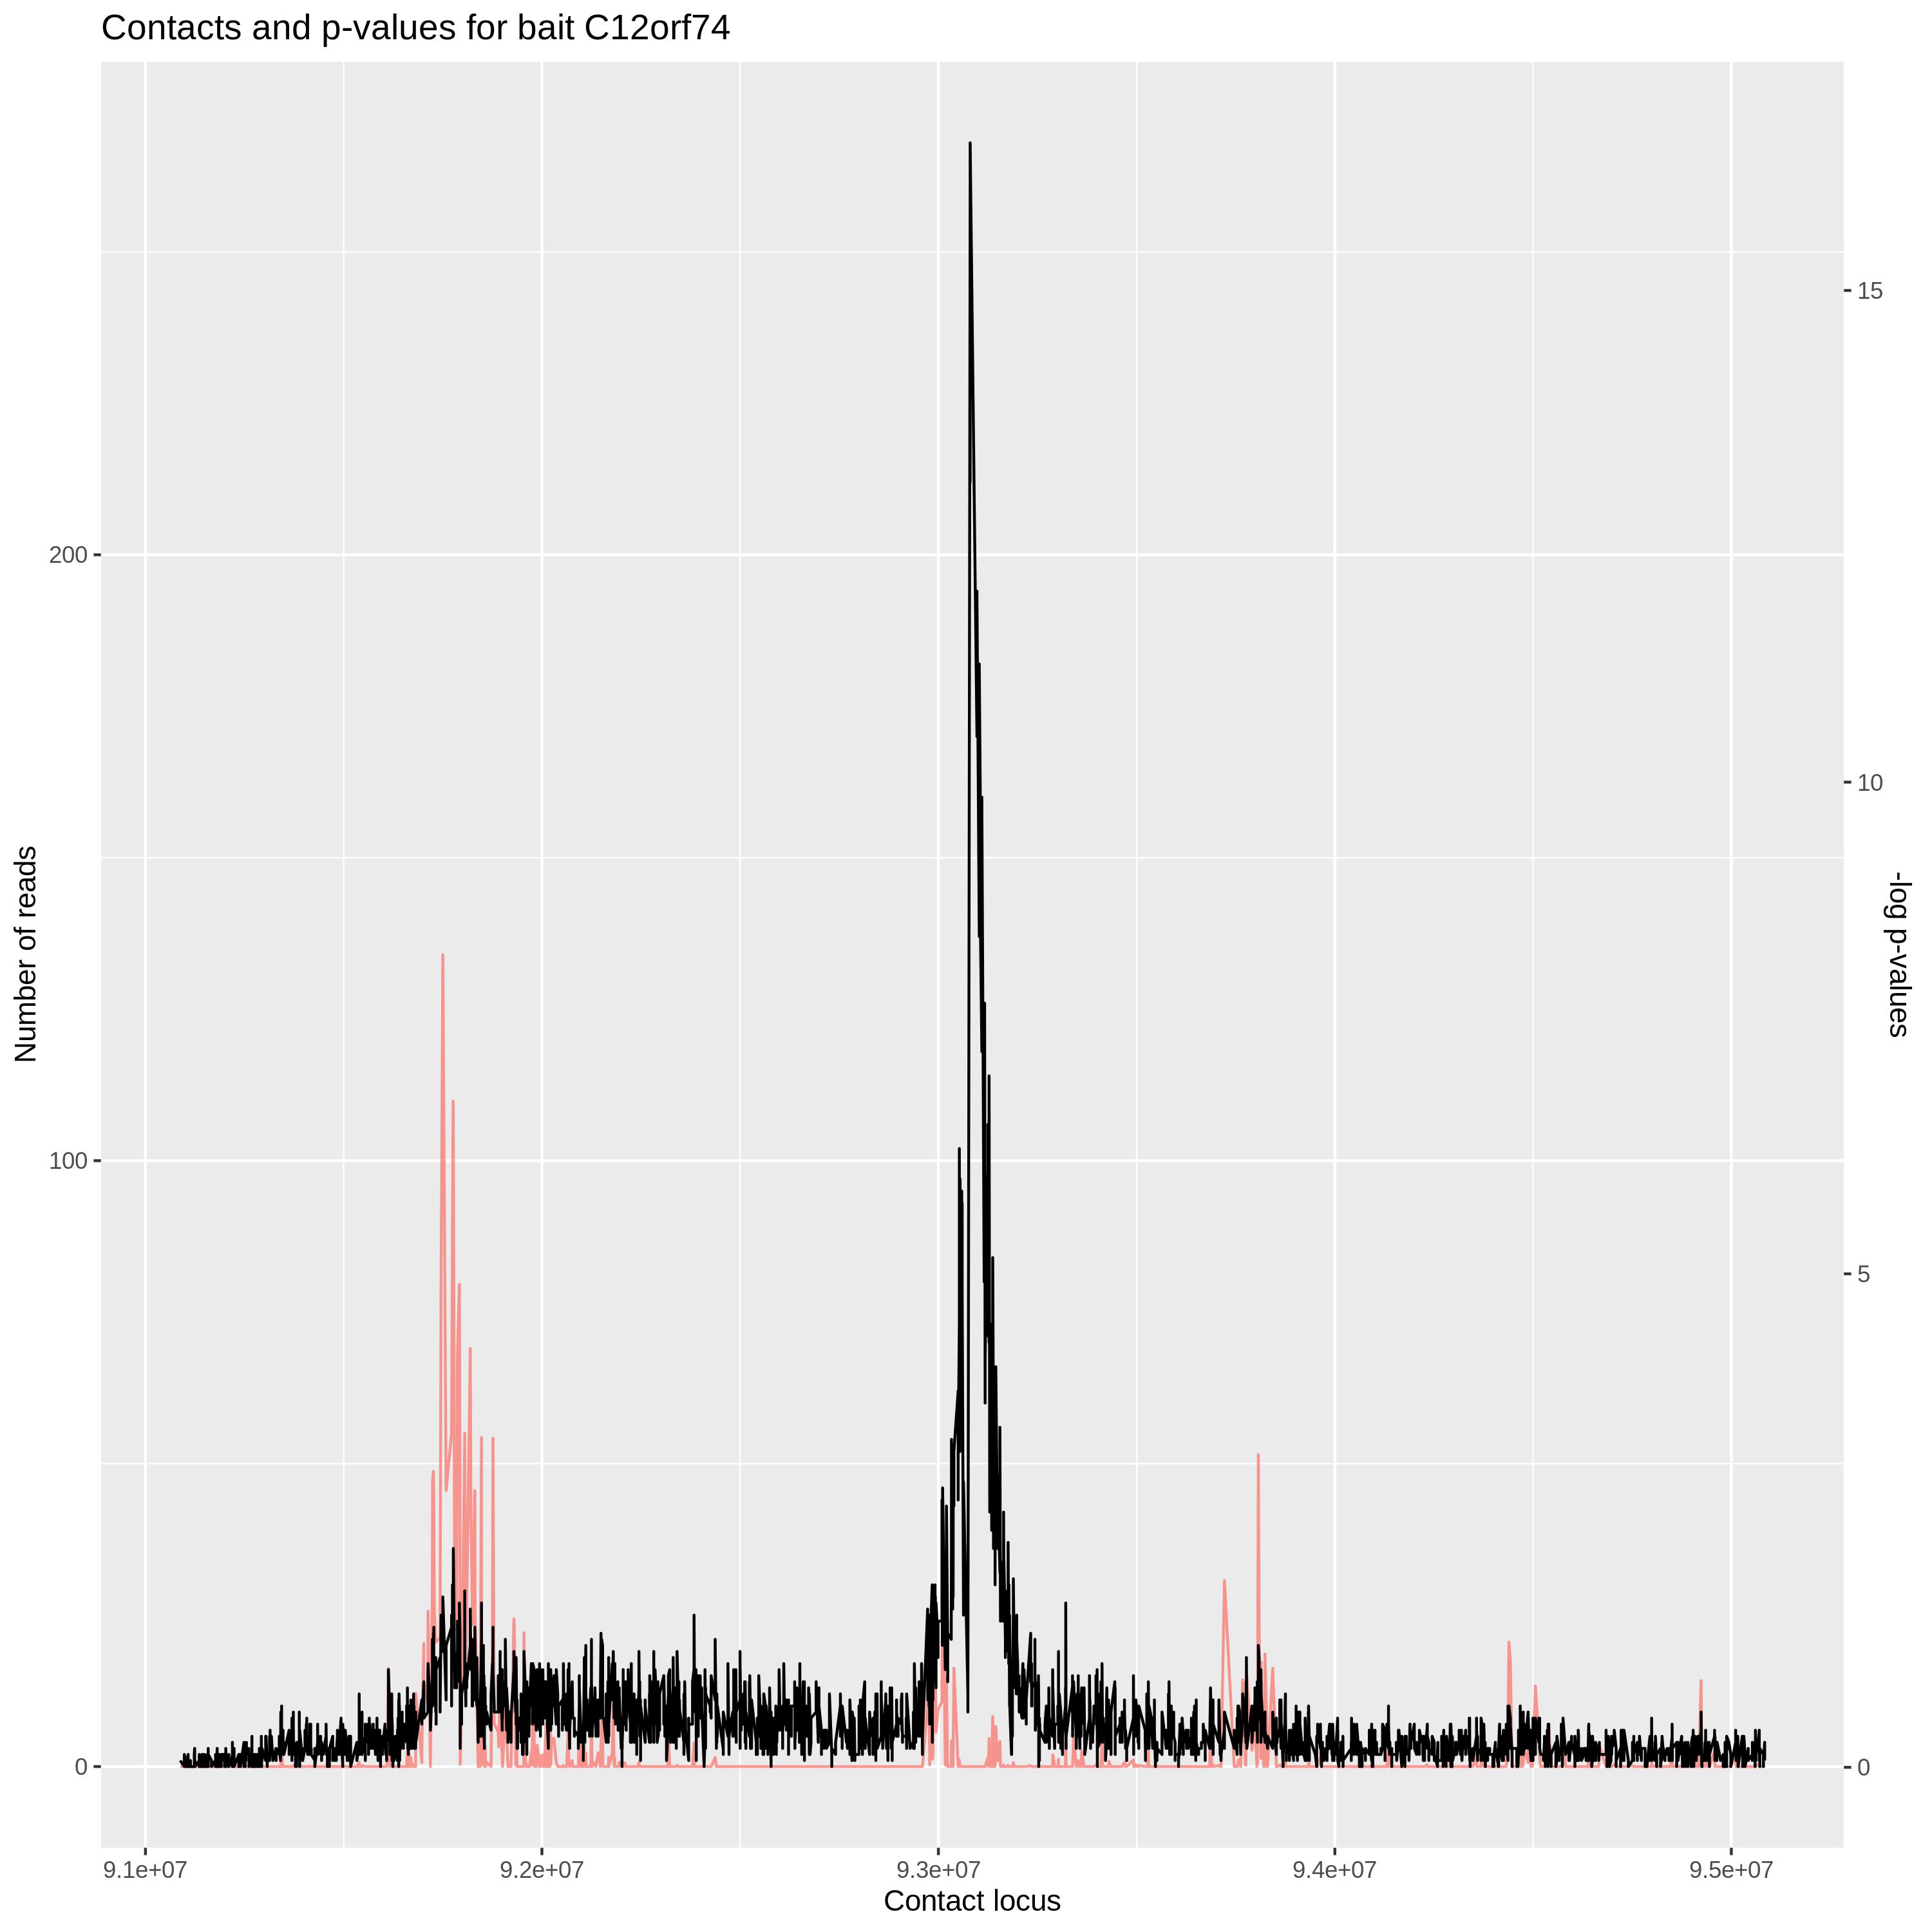 Contacts and p-values for bait C12orf74
Number of reads
200
100
0
15
10
5
0
-log p-values
9.1e+07 9.2e+07 9.3e+07 9.4e+07 9.5e+07
Contact locus